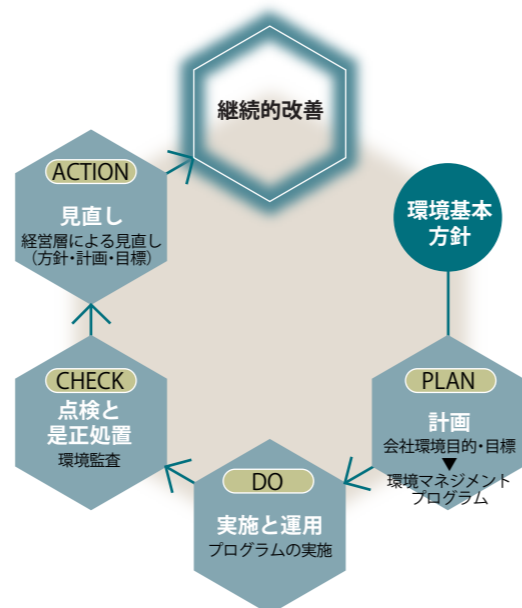 継続的改善
環境基本
方針
PLAN
計画
会社環境目的・目標
▼
環境マネジメント
プログラム
DO
実施と運用
プログラムの実施
CHECK
点検と
是正処置
環境監査
ACTION
見直し
経営層による見直し
(方針・計画・目標)